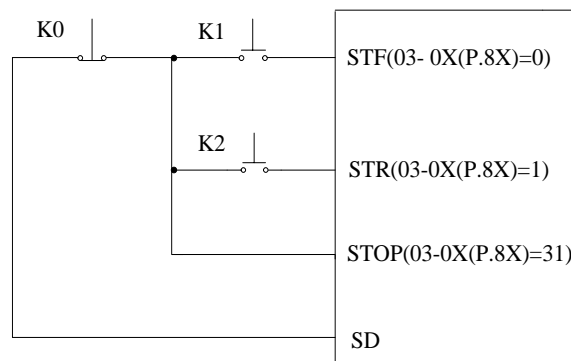 K0
K1
STF(03- 0X(P.8X)=0)
K2
STR(03-0X(P.8X)=1)
STOP(03-0X(P.8X)=31)
SD